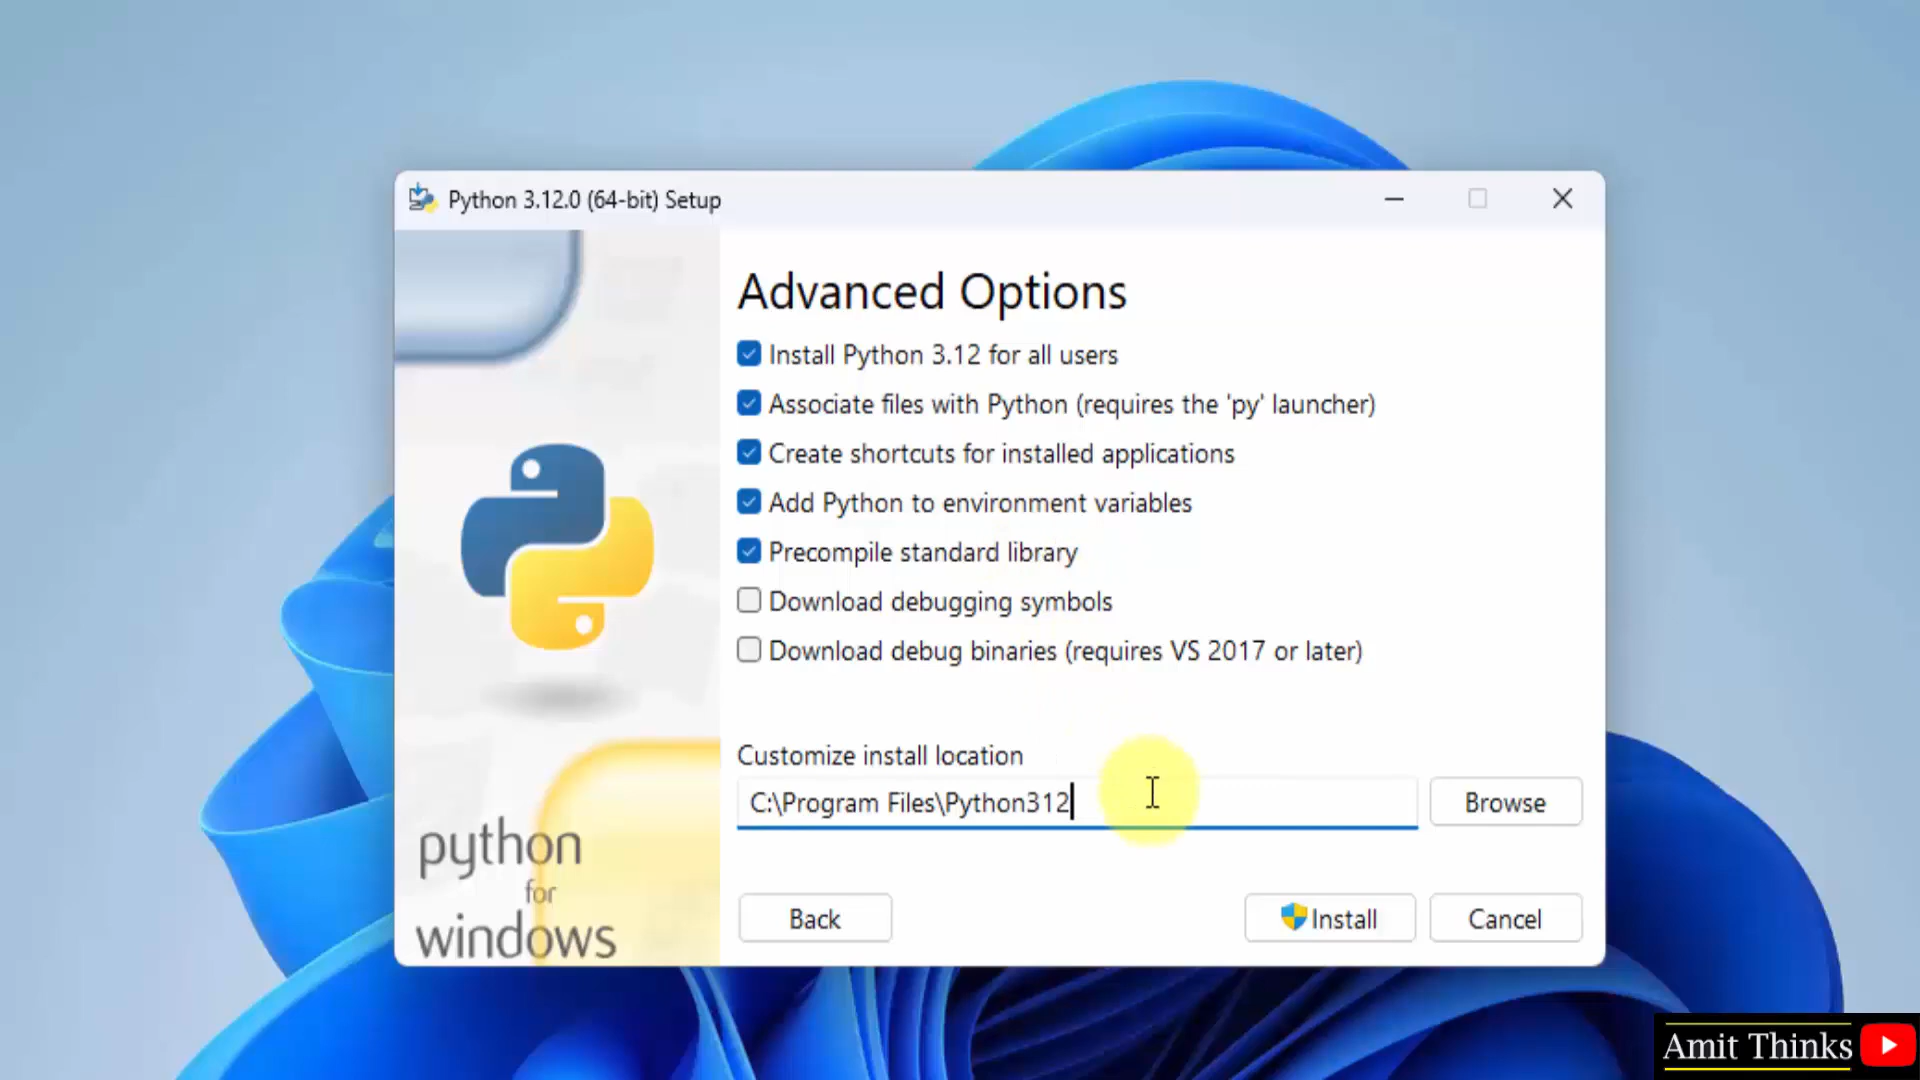 Python 3.12.0 (64-bit) Setup
Advanced Options
Install Python 3.12 for all users
Associate files with Python (requires the 'py' launcher)
Create shortcuts for installed applications
Add Python to environment variables
Precompile standard library
Download debugging symbols
Download debug binaries (requires VS 2017 or later)
Customize install location
C:\Program Files\Python312
Browse
python
for
windows
Back
Install
Cancel
Amit Thinks